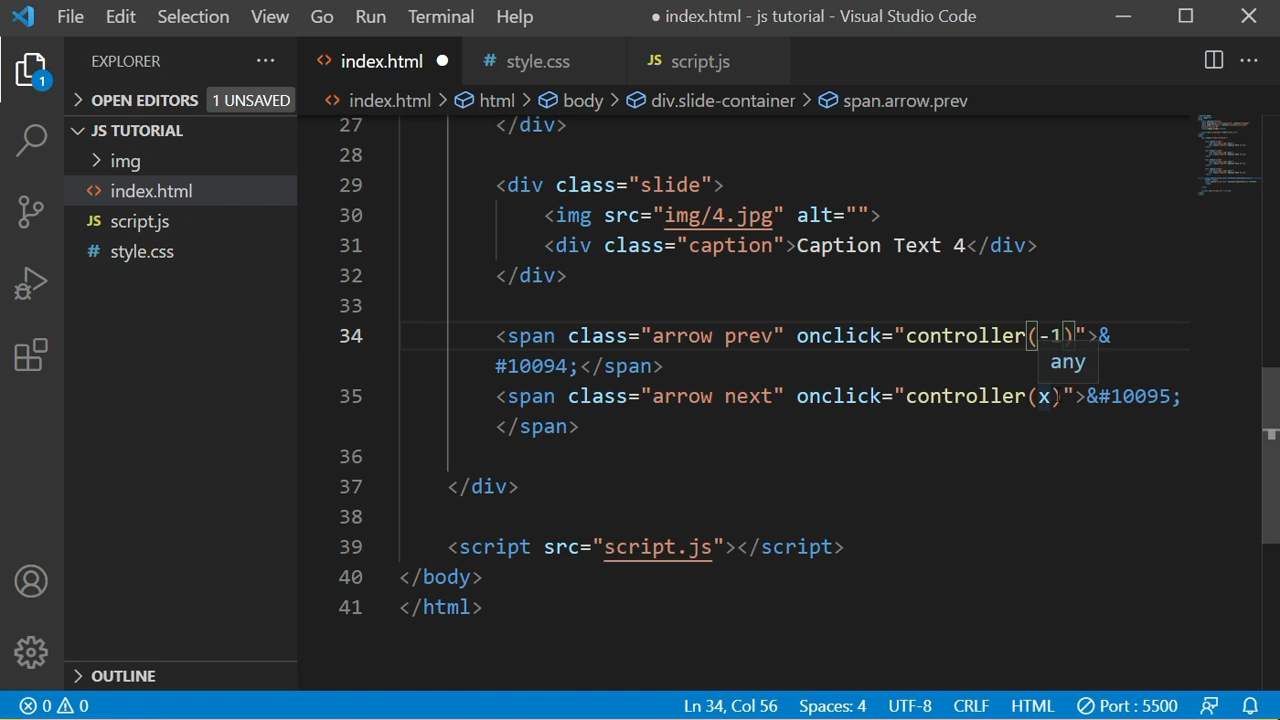 File Edit Selection View Go Run Terminal Help ● index.html - js tutorial - Visual Studio Code
EXPLORER ··· <> index.html ● # style.css JS script.js ···
OPEN EDITORS 1 UNSAVED <> index.html > html > body > div.slide-container > span.arrow.prev
1
JS TUTORIAL
img
<> index.html
JS script.js
# style.css
27 </div>
28
29 <div class="slide">
30 <img src="img/4.jpg" alt="">
31 <div class="caption">Caption Text 4</div>
32 </div>
33
34 <span class="arrow prev" onclick="controller(-1)">&
#10094;</span>
any
35 <span class="arrow next" onclick="controller(x)">&#10095;
</span>
36
37 </div>
38
39 <script src="script.js"></script>
40 </body>
41 </html>
OUTLINE
0 0 Ln 34, Col 56 Spaces: 4 UTF-8 CRLF HTML Port : 5500